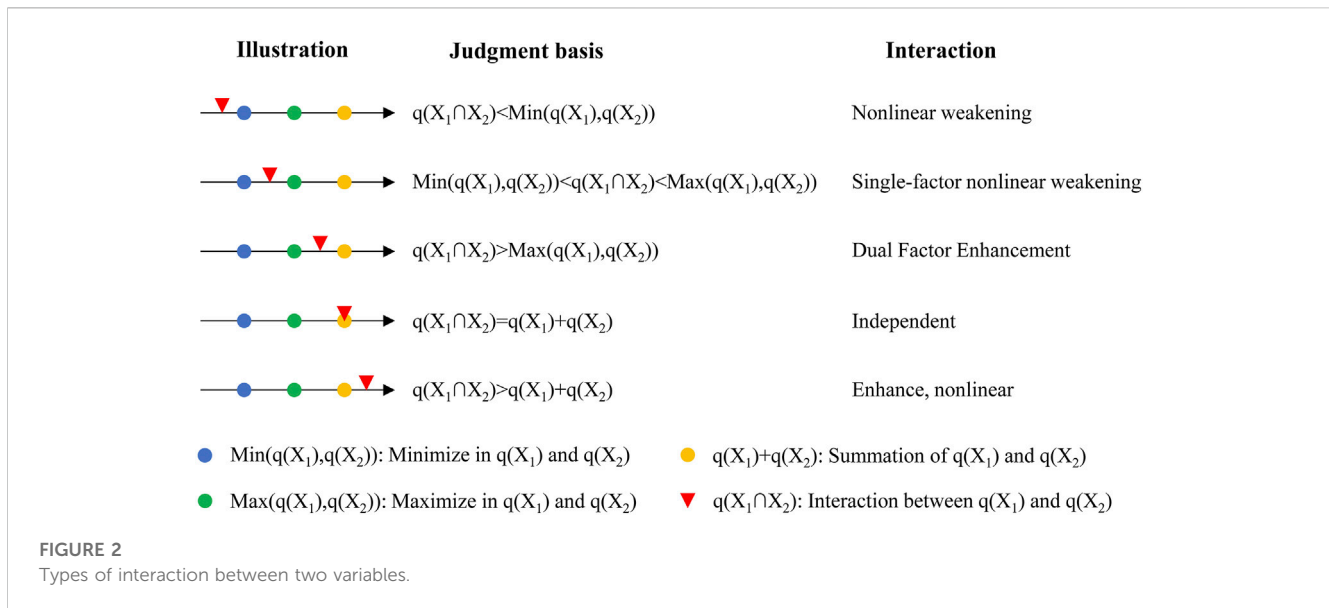 Illustration Judgment basis Interaction
q(X₁∩X₂)<Min(q(X₁),q(X₂)) Nonlinear weakening
Min(q(X₁),q(X₂))<q(X₁∩X₂)<Max(q(X₁),q(X₂)) Single-factor nonlinear weakening
q(X₁∩X₂)>Max(q(X₁),q(X₂)) Dual Factor Enhancement
q(X₁∩X₂)=q(X₁)+q(X₂) Independent
q(X₁∩X₂)>q(X₁)+q(X₂) Enhance, nonlinear
Min(q(X₁),q(X₂)): Minimize in q(X₁) and q(X₂) q(X₁)+q(X₂): Summation of q(X₁) and q(X₂)
Max(q(X₁),q(X₂)): Maximize in q(X₁) and q(X₂) q(X₁∩X₂): Interaction between q(X₁) and q(X₂)
FIGURE 2
Types of interaction between two variables.